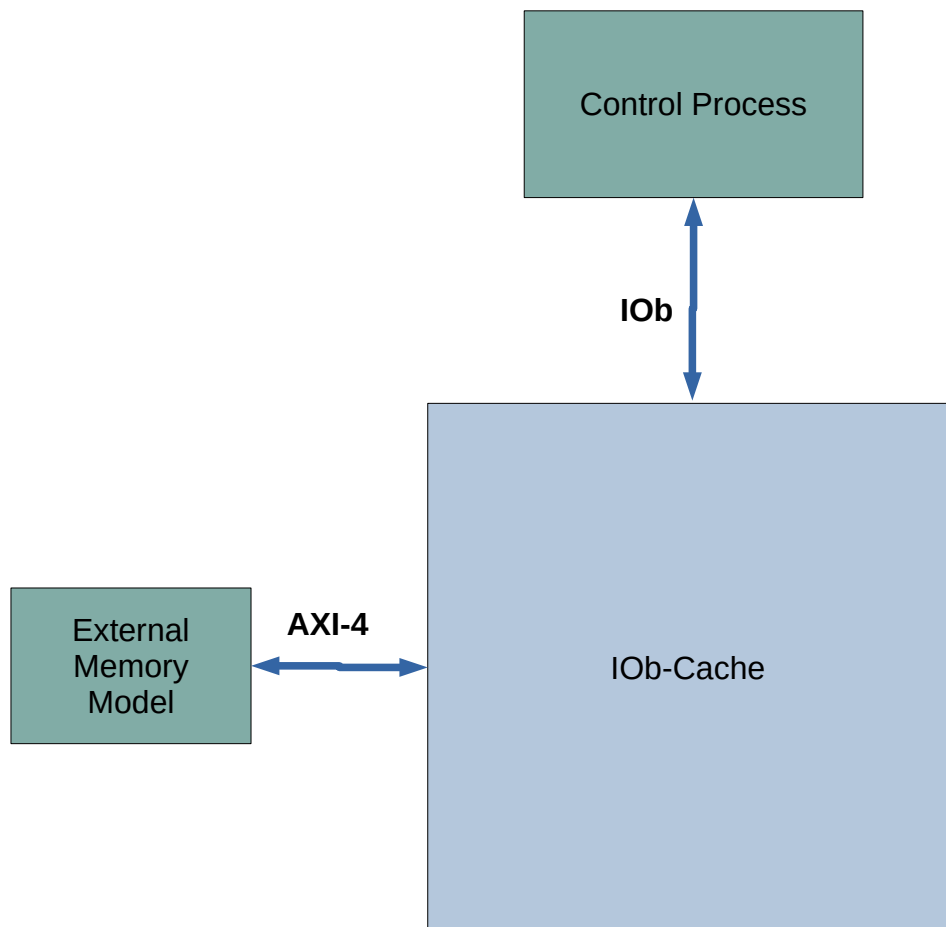 Control Process
IOb
AXI-4
External
Memory
Model
IOb-Cache